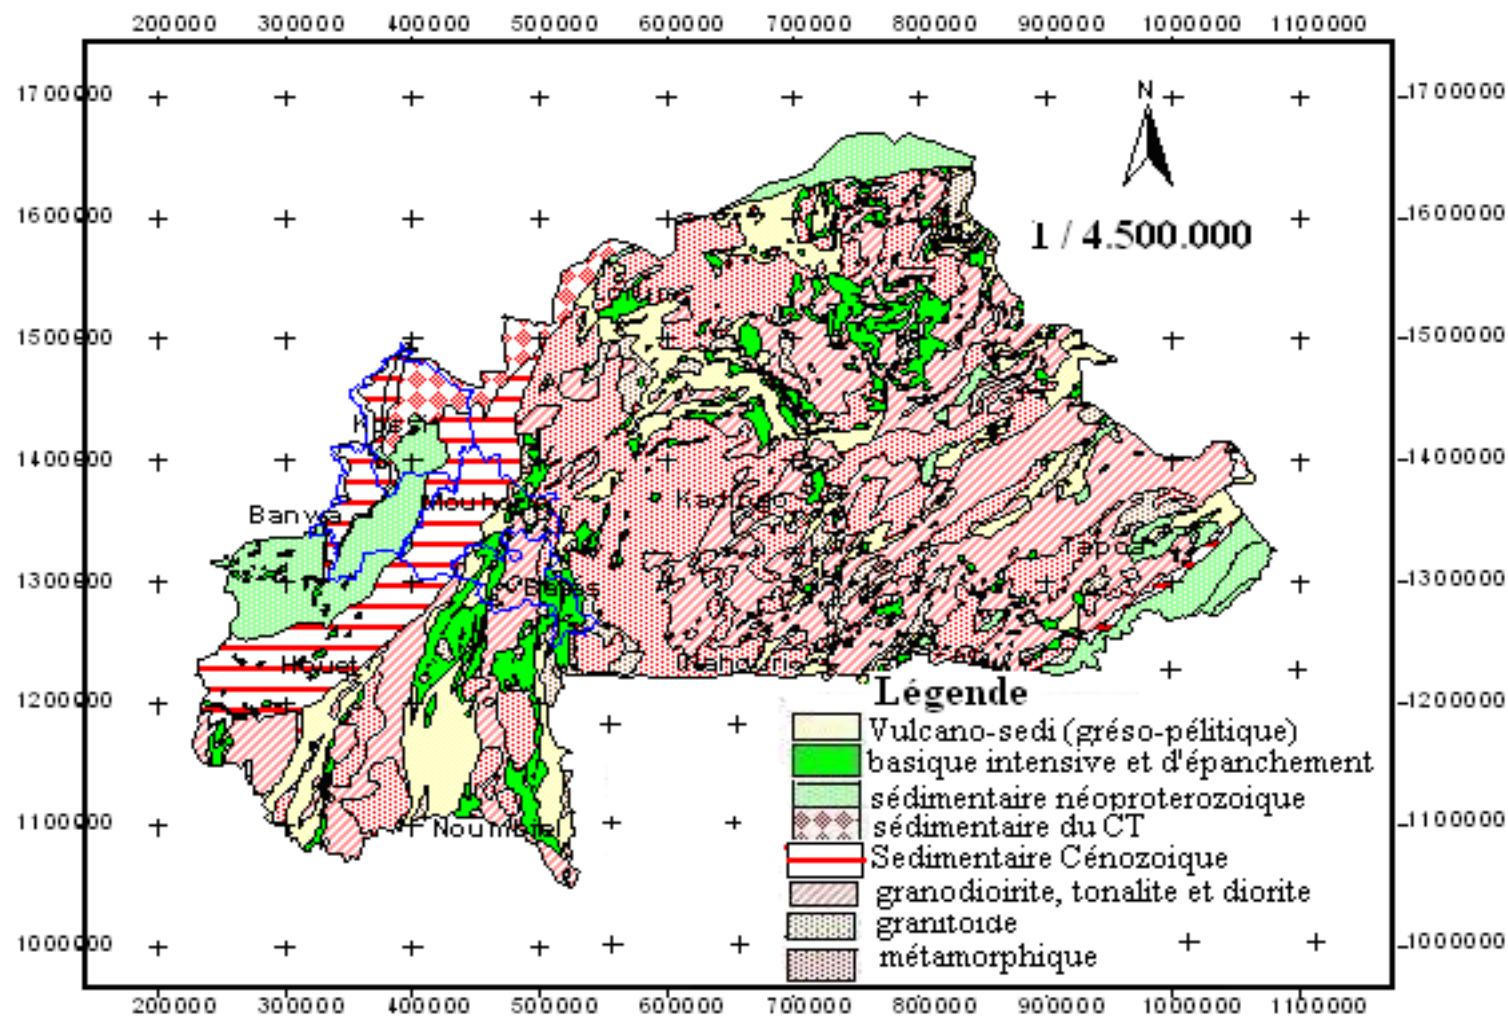 200000 300000 400000 500000 600000 700000 800000 900000 1000000 1100000
1700000 1700000
N
1600000 1600000
1 / 4.500.000
1500000 1500000
1400000 1400000
Kadiogo
Banwa
Tapoa
1300000 1300000
Houet
1200000 1200000
Légende
Vulcano-sedi (gréso-pélitique)
basique intensive et d'épanchement
sédimentaire néoproterozoique
1100000 1100000
sédimentaire du CT
Sedimentaire Cénozoique
granodioirite, tonalite et diorite
granitoide
1000000 1000000
métamorphique
200000 300000 400000 500000 600000 700000 800000 900000 1000000 1100000